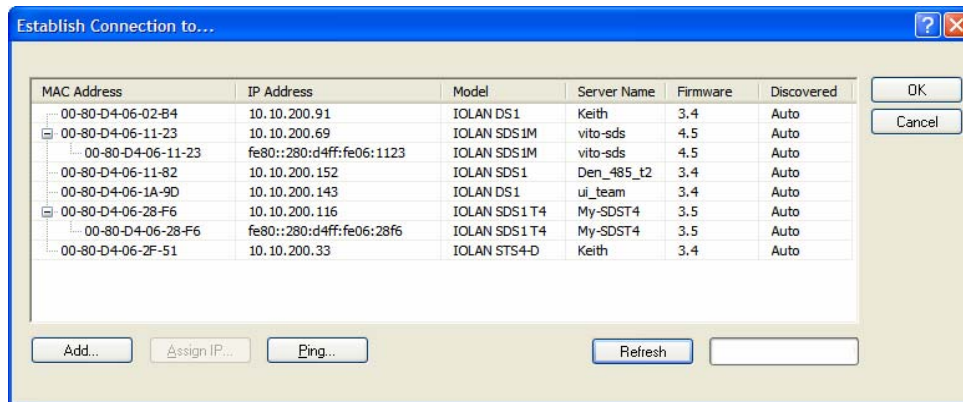 Establish Connection to...
MAC Address IP Address Model Server Name Firmware Discovered
00-80-D4-06-02-B4 10.10.200.91 IOLAN DS1 Keith 3.4 Auto
00-80-D4-06-11-23 10.10.200.69 IOLAN SDS1M vito-sds 4.5 Auto
00-80-D4-06-11-23 fe80::280:d4ff:fe06:1123 IOLAN SDS1M vito-sds 4.5 Auto
00-80-D4-06-11-82 10.10.200.152 IOLAN SDS1 Den_485_t2 3.4 Auto
00-80-D4-06-1A-9D 10.10.200.143 IOLAN DS1 ui_team 3.4 Auto
00-80-D4-06-28-F6 10.10.200.116 IOLAN SDS1 T4 My-SDST4 3.5 Auto
00-80-D4-06-28-F6 fe80::280:d4ff:fe06:28f6 IOLAN SDS1 T4 My-SDST4 3.5 Auto
00-80-D4-06-2F-51 10.10.200.33 IOLAN STS4-D Keith 3.4 Auto
OK
Cancel
Add... Assign IP... Ping... Refresh